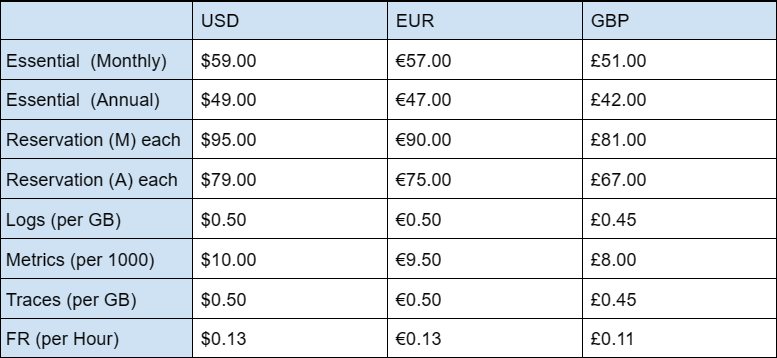 USD EUR GBP
Essential  (Monthly) $59.00 €57.00 £51.00
Essential  (Annual) $49.00 €47.00 £42.00
Reservation (M) each $95.00 €90.00 £81.00
Reservation (A) each $79.00 €75.00 £67.00
Logs (per GB) $0.50 €0.50 £0.45
Metrics (per 1000) $10.00 €9.50 £8.00
Traces (per GB) $0.50 €0.50 £0.45
FR (per Hour) $0.13 €0.13 £0.11